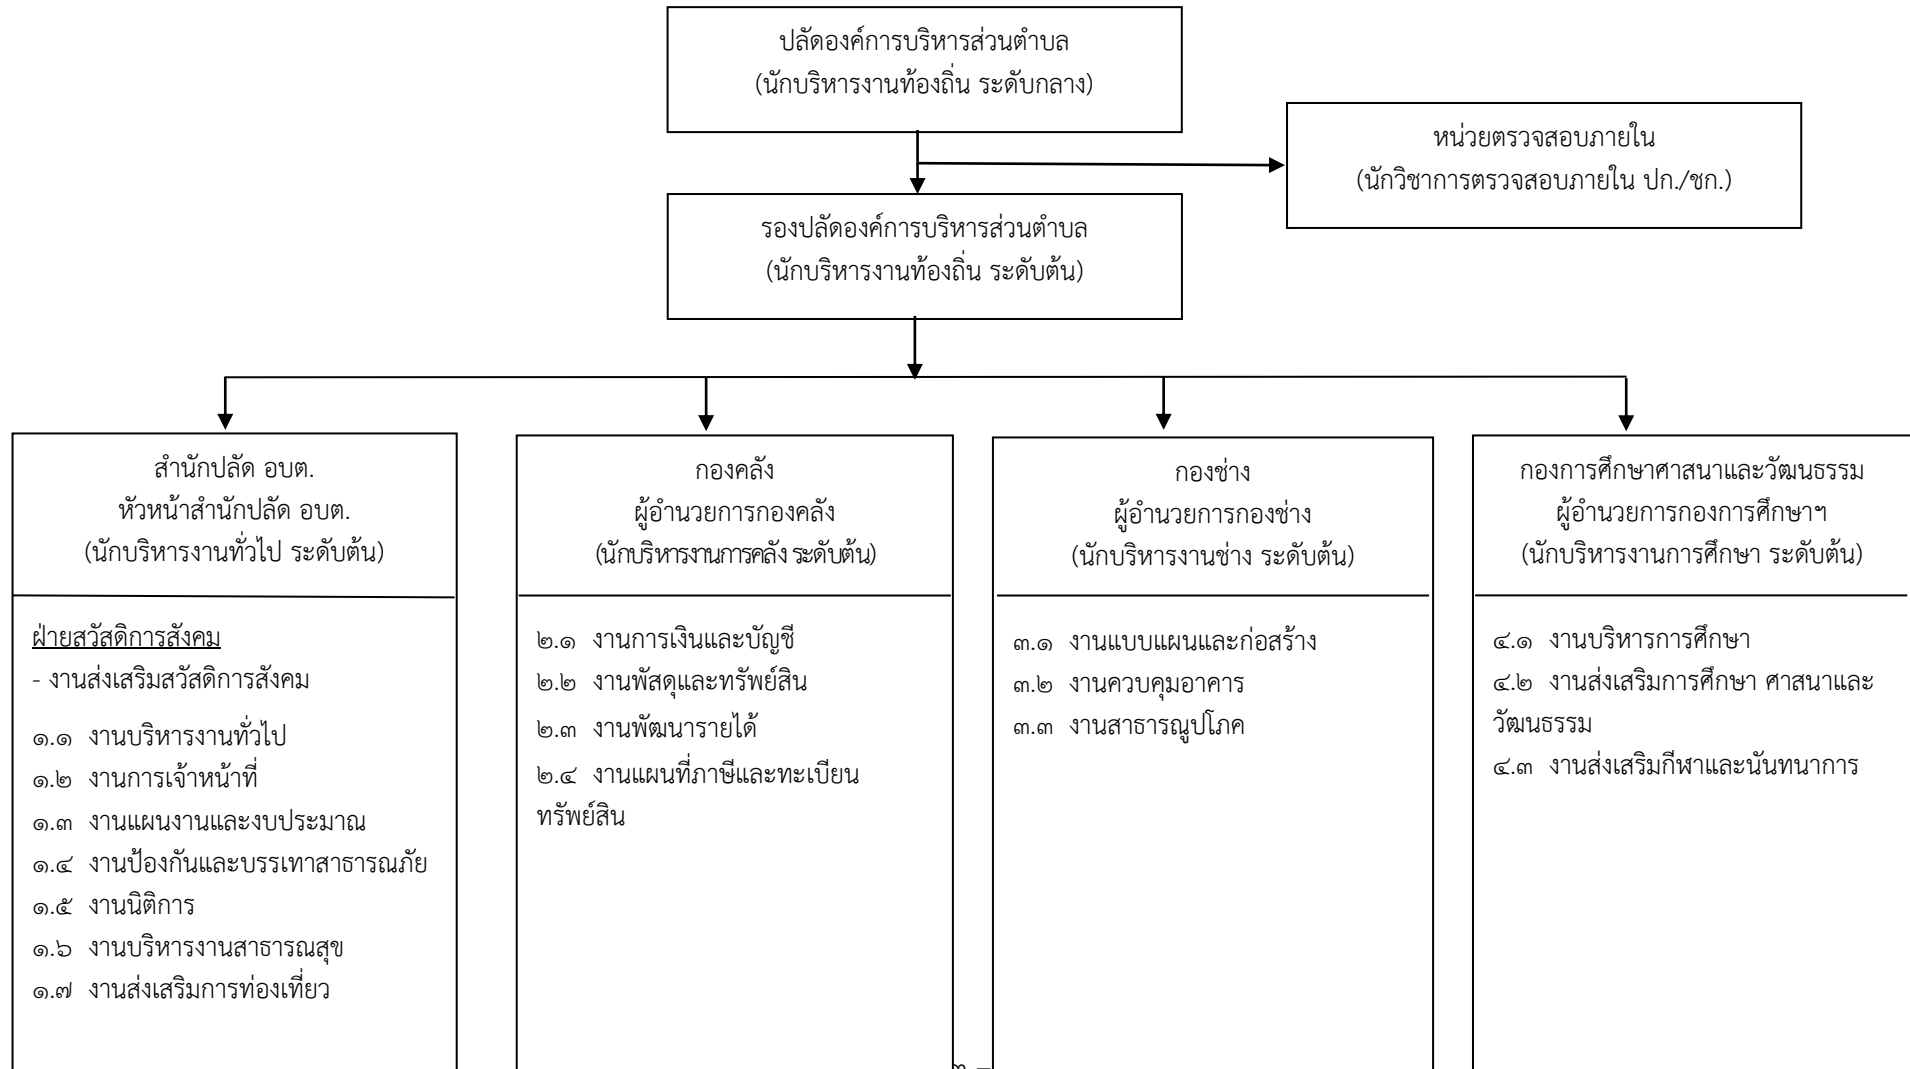 ปลัดองค์การบริหารส่วนตำบล
(นักบริหารงานท้องถิ่น ระดับกลาง)
หน่วยตรวจสอบภายใน
(นักวิชาการตรวจสอบภายใน ปก./ชก.)
รองปลัดองค์การบริหารส่วนตำบล
(นักบริหารงานท้องถิ่น ระดับต้น)
สำนักปลัด อบต.
หัวหน้าสำนักปลัด อบต.
(นักบริหารงานทั่วไป ระดับต้น)
ฝ่ายสวัสดิการสังคม
- งานส่งเสริมสวัสดิการสังคม
๑.๑ งานบริหารงานทั่วไป
๑.๒ งานการเจ้าหน้าที่
๑.๓ งานแผนงานและงบประมาณ
๑.๔ งานป้องกันและบรรเทาสาธารณภัย
๑.๕ งานนิติการ
๑.๖ งานบริหารงานสาธารณสุข
๑.๗ งานส่งเสริมการท่องเที่ยว
กองคลัง
ผู้อำนวยการกองคลัง
(นักบริหารงานการคลัง ระดับต้น)
๒.๑ งานการเงินและบัญชี
๒.๒ งานพัสดุและทรัพย์สิน
๒.๓ งานพัฒนารายได้
๒.๔ งานแผนที่ภาษีและทะเบียน
ทรัพย์สิน
กองช่าง
ผู้อำนวยการกองช่าง
(นักบริหารงานช่าง ระดับต้น)
๓.๑ งานแบบแผนและก่อสร้าง
๓.๒ งานควบคุมอาคาร
๓.๓ งานสาธารณูปโภค
กองการศึกษาศาสนาและวัฒนธรรม
ผู้อำนวยการกองการศึกษาฯ
(นักบริหารงานการศึกษา ระดับต้น)
๔.๑ งานบริหารการศึกษา
๔.๒ งานส่งเสริมการศึกษา ศาสนาและ
วัฒนธรรม
๔.๓ งานส่งเสริมกีฬาและนันทนาการ